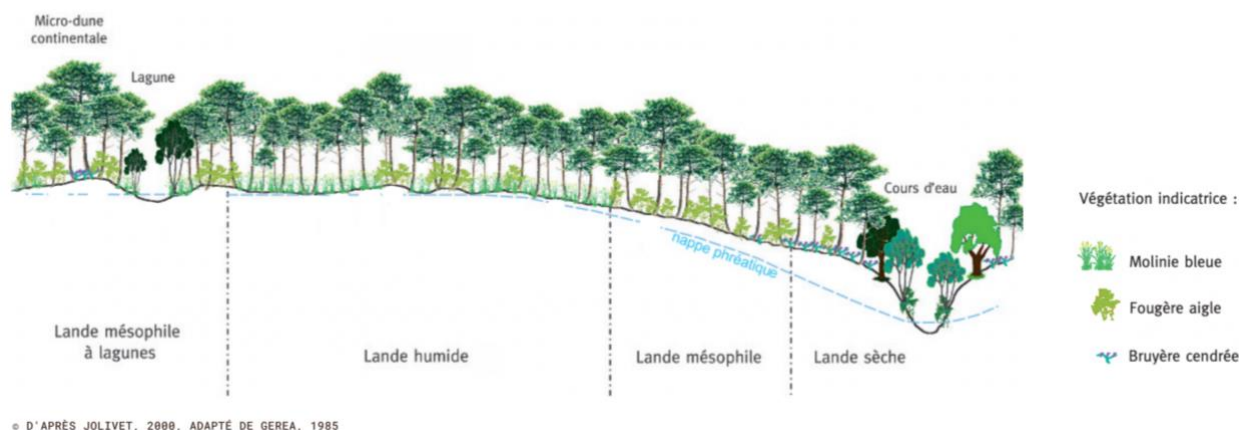 Micro-dune
continentale
Lagune
Cours d'eau
happe phréatique
Végétation indicatrice :
Molinie bleue
Fougère aigle
Bruyère cendrée
Lande mésophile
à lagunes
Lande humide
Lande mésophile
Lande sèche
© D'APRÈS JOLIVET, 2000, ADAPTÉ DE GEREA, 1985